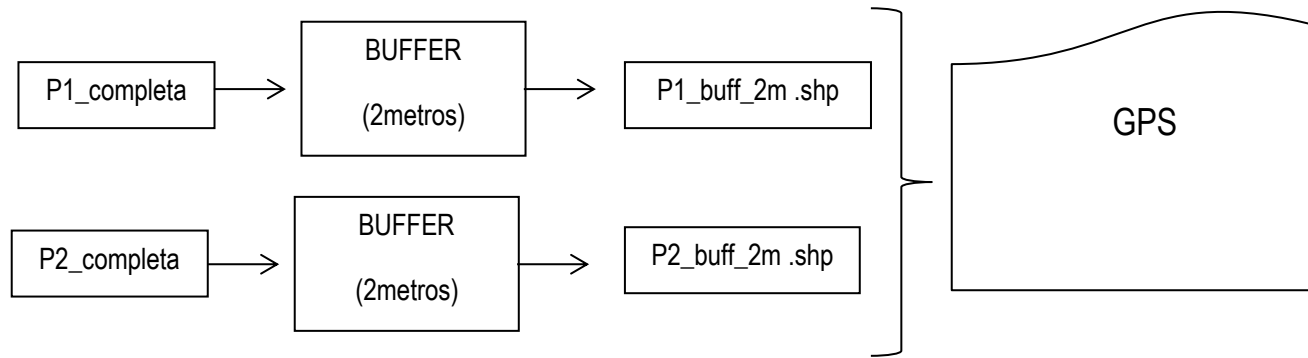 P1_completa
BUFFER
(2metros)
P1_buff_2m .shp
P2_completa
BUFFER
(2metros)
P2_buff_2m .shp
GPS